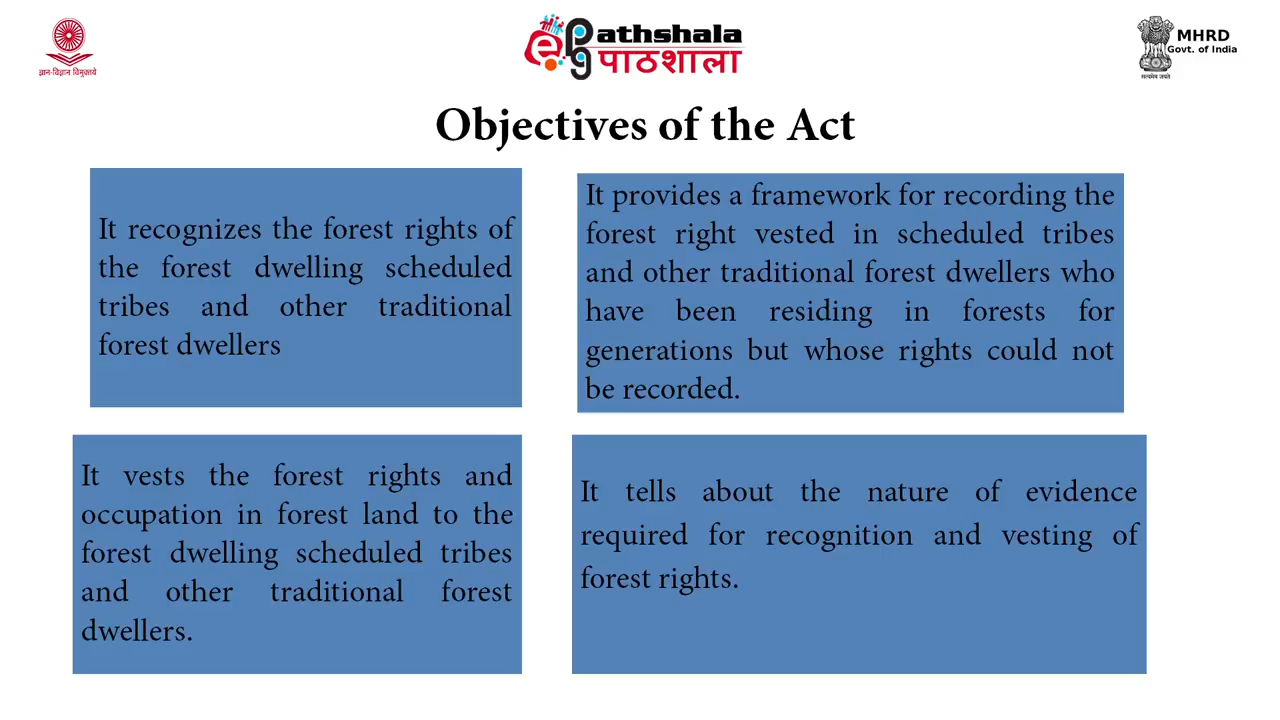 ज्ञान-विज्ञान विमुक्तये
athshala
पाठशाला
MHRD
Govt. of India
सत्यमेव जयते
Objectives of the Act
It recognizes the forest rights of
the forest dwelling scheduled
tribes and other traditional
forest dwellers
It provides a framework for recording the
forest right vested in scheduled tribes
and other traditional forest dwellers who
have been residing in forests for
generations but whose rights could not
be recorded.
It vests the forest rights and
occupation in forest land to the
forest dwelling scheduled tribes
and other traditional forest
dwellers.
It tells about the nature of evidence
required for recognition and vesting of
forest rights.